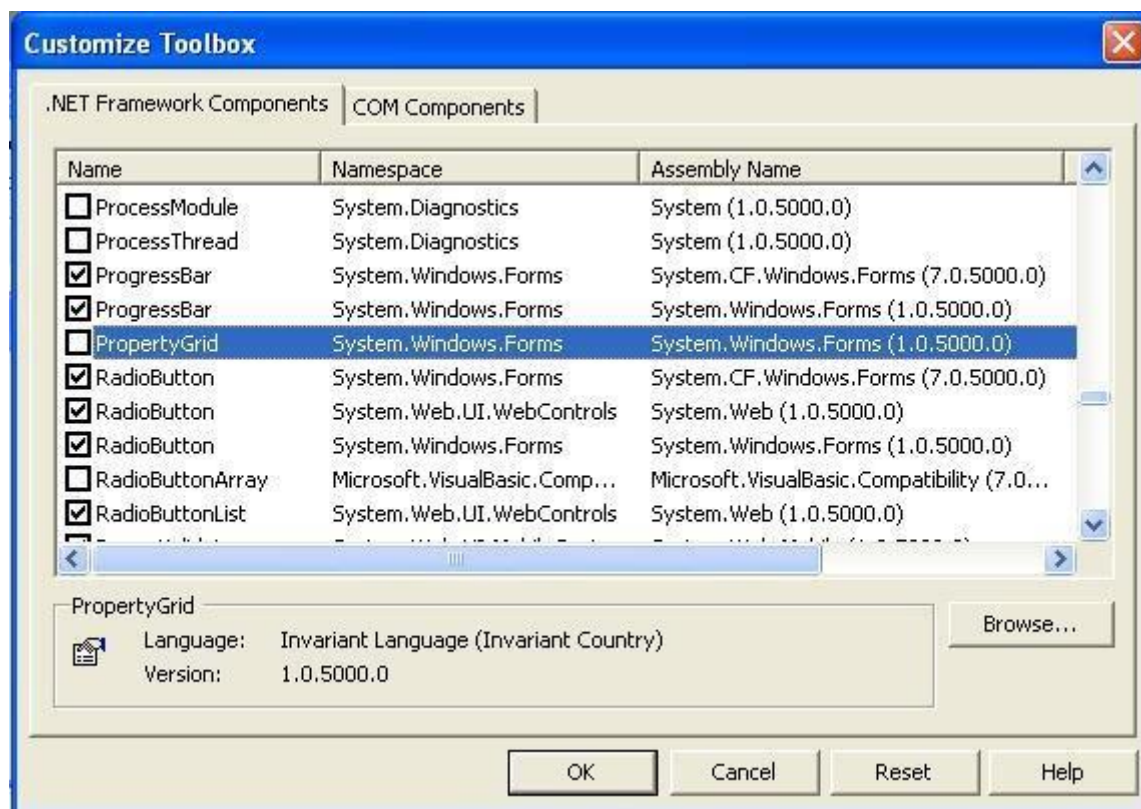 Customize Toolbox
.NET Framework Components COM Components
Name Namespace Assembly Name
ProcessModule System.Diagnostics System (1.0.5000.0)
ProcessThread System.Diagnostics System (1.0.5000.0)
ProgressBar System.Windows.Forms System.CF.Windows.Forms (7.0.5000.0)
ProgressBar System.Windows.Forms System.Windows.Forms (1.0.5000.0)
PropertyGrid System.Windows.Forms System.Windows.Forms (1.0.5000.0)
RadioButton System.Windows.Forms System.CF.Windows.Forms (7.0.5000.0)
RadioButton System.Web.UI.WebControls System.Web (1.0.5000.0)
RadioButton System.Windows.Forms System.Windows.Forms (1.0.5000.0)
RadioButtonArray Microsoft.VisualBasic.Comp... Microsoft.VisualBasic.Compatibility (7.0...
RadioButtonList System.Web.UI.WebControls System.Web (1.0.5000.0)
PropertyGrid
Browse...
Language: Invariant Language (Invariant Country)
Version: 1.0.5000.0
OK Cancel Reset Help